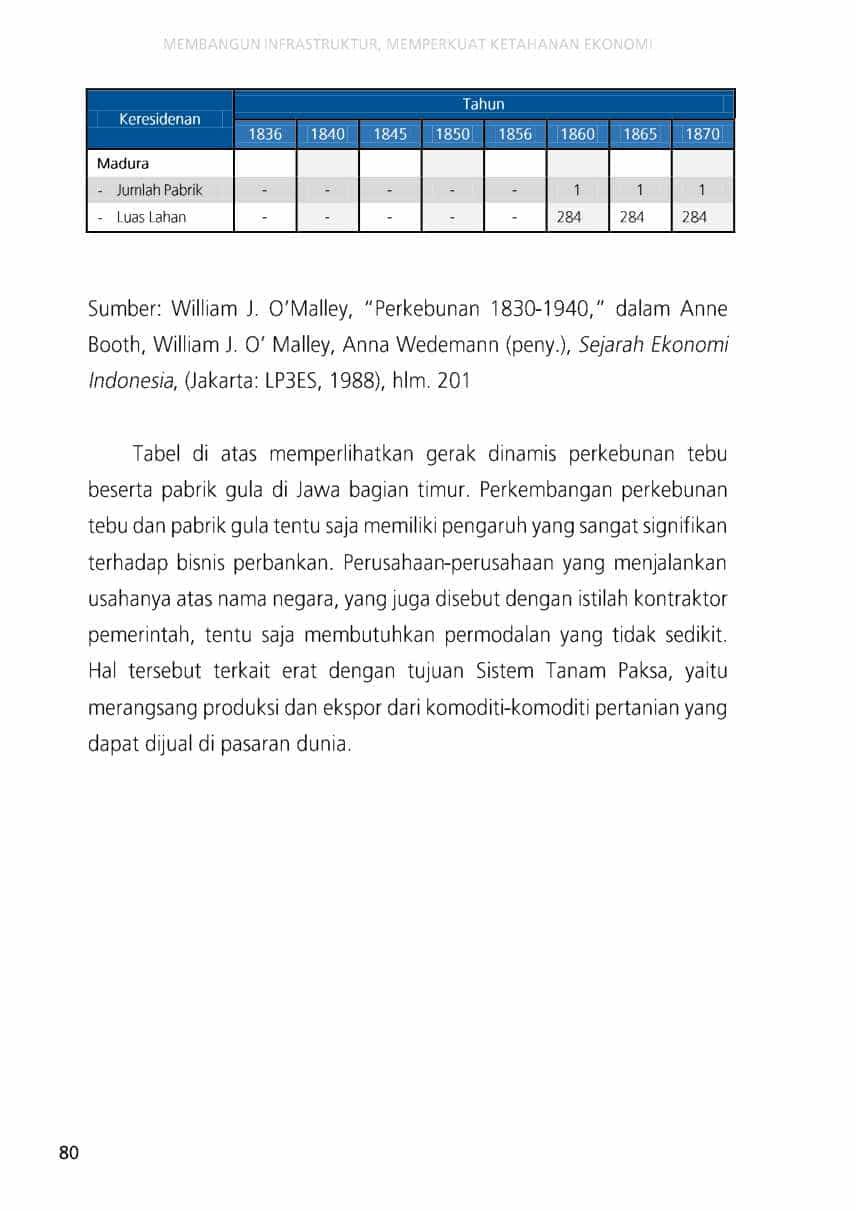 MEMBANGUN INFRASTRUKTUR, MEMPERKUAT KETAHANAN EKONOMI
Keresidenan Tahun
1836 1840 1845 1850 1856 1860 1865 1870
Madura
- Jumlah Pabrik - - - - - 1 1 1
- Luas Lahan - - - - - 284 284 284
Sumber: William J. O’Malley, “Perkebunan 1830-1940,” dalam Anne
Booth, William J. O’ Malley, Anna Wedemann (peny.), Sejarah Ekonomi
Indonesia, (Jakarta: LP3ES, 1988), hlm. 201
Tabel di atas memperlihatkan gerak dinamis perkebunan tebu
beserta pabrik gula di Jawa bagian timur. Perkembangan perkebunan
tebu dan pabrik gula tentu saja memiliki pengaruh yang sangat signifikan
terhadap bisnis perbankan. Perusahaan-perusahaan yang menjalankan
usahanya atas nama negara, yang juga disebut dengan istilah kontraktor
pemerintah, tentu saja membutuhkan permodalan yang tidak sedikit.
Hal tersebut terkait erat dengan tujuan Sistem Tanam Paksa, yaitu
merangsang produksi dan ekspor dari komoditi-komoditi pertanian yang
dapat dijual di pasaran dunia.
80